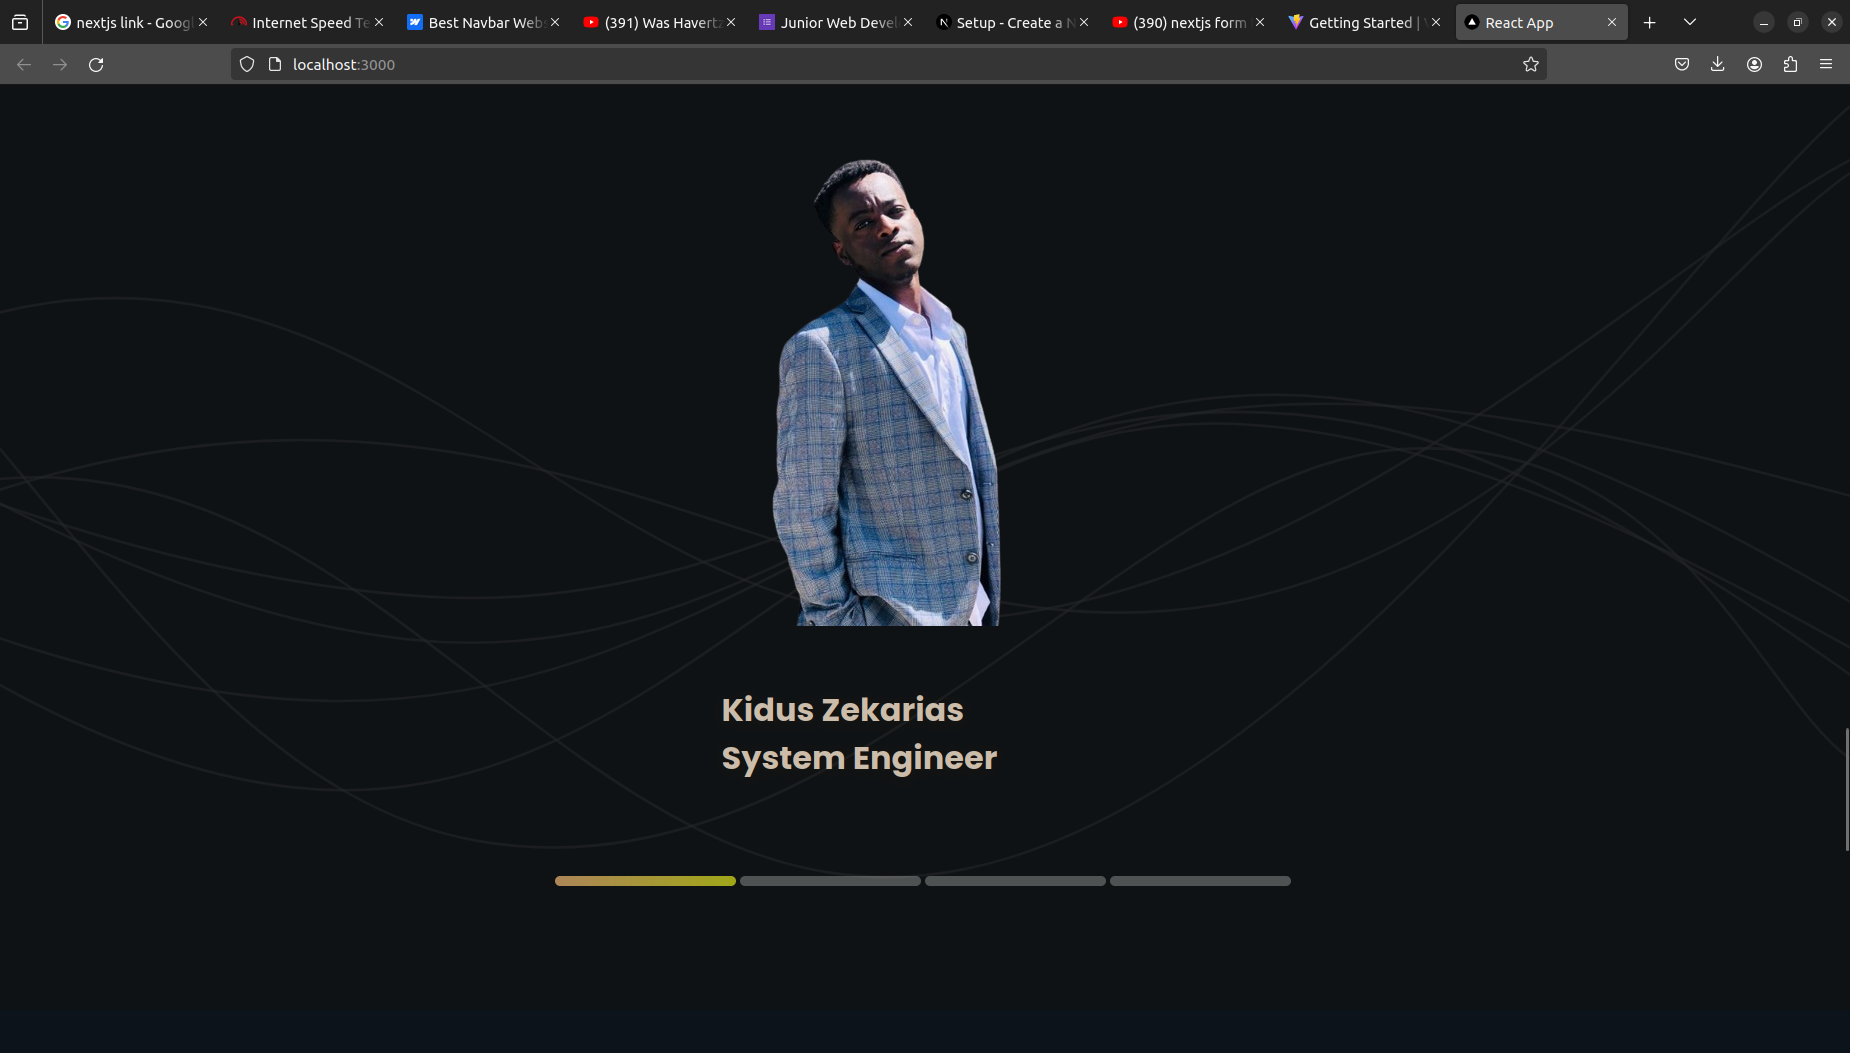 nextjs link - Googl
Internet Speed Te
Best Navbar Webs
(391) Was Havertz
Junior Web Devel
Setup - Create a N
(390) nextjs form
Getting Started |
React App
localhost:3000
Kidus Zekarias
System Engineer